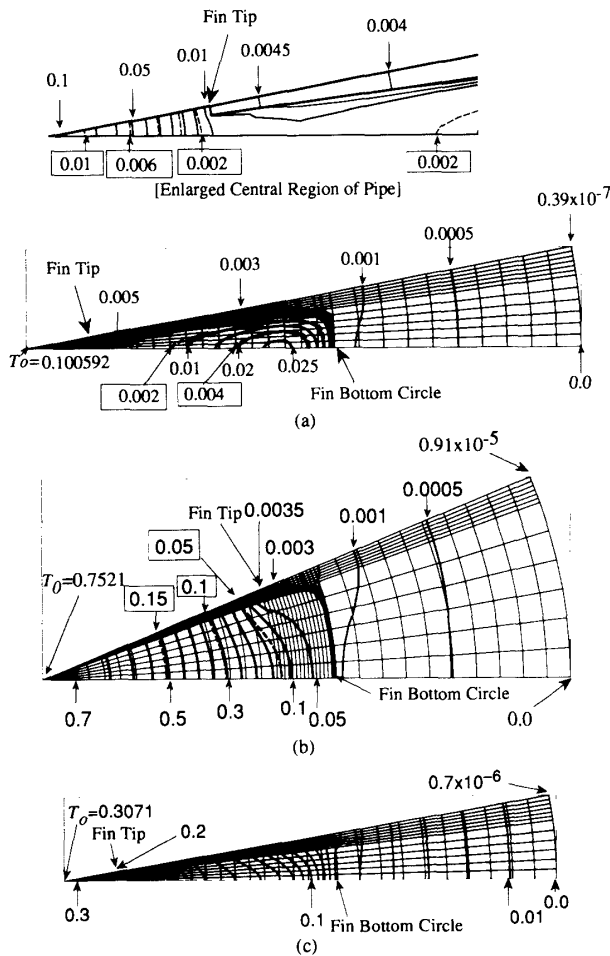 Fin Tip
0.1 0.05 0.01 0.0045 0.004
0.01 0.006 0.002 0.002
[Enlarged Central Region of Pipe]
0.39x10⁻⁷
Fin Tip 0.005 0.003 0.001 0.0005
To=0.100592 0.01 0.02 0.025
0.002 0.004 Fin Bottom Circle 0.0
(a)
0.91x10⁻⁵
Fin Tip 0.0035 0.001 0.0005
0.05 0.003
T0=0.7521 0.15 0.1
0.7 0.5 0.3 0.1 0.05 Fin Bottom Circle 0.0
(b)
0.7x10⁻⁶
To=0.3071
Fin Tip 0.2
0.3 0.1 Fin Bottom Circle 0.01 0.0
(c)